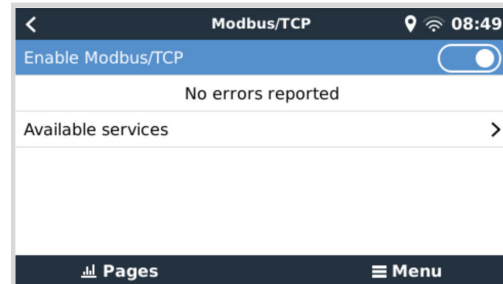 Modbus/TCP 08:49
Enable Modbus/TCP
No errors reported
Available services
Pages Menu